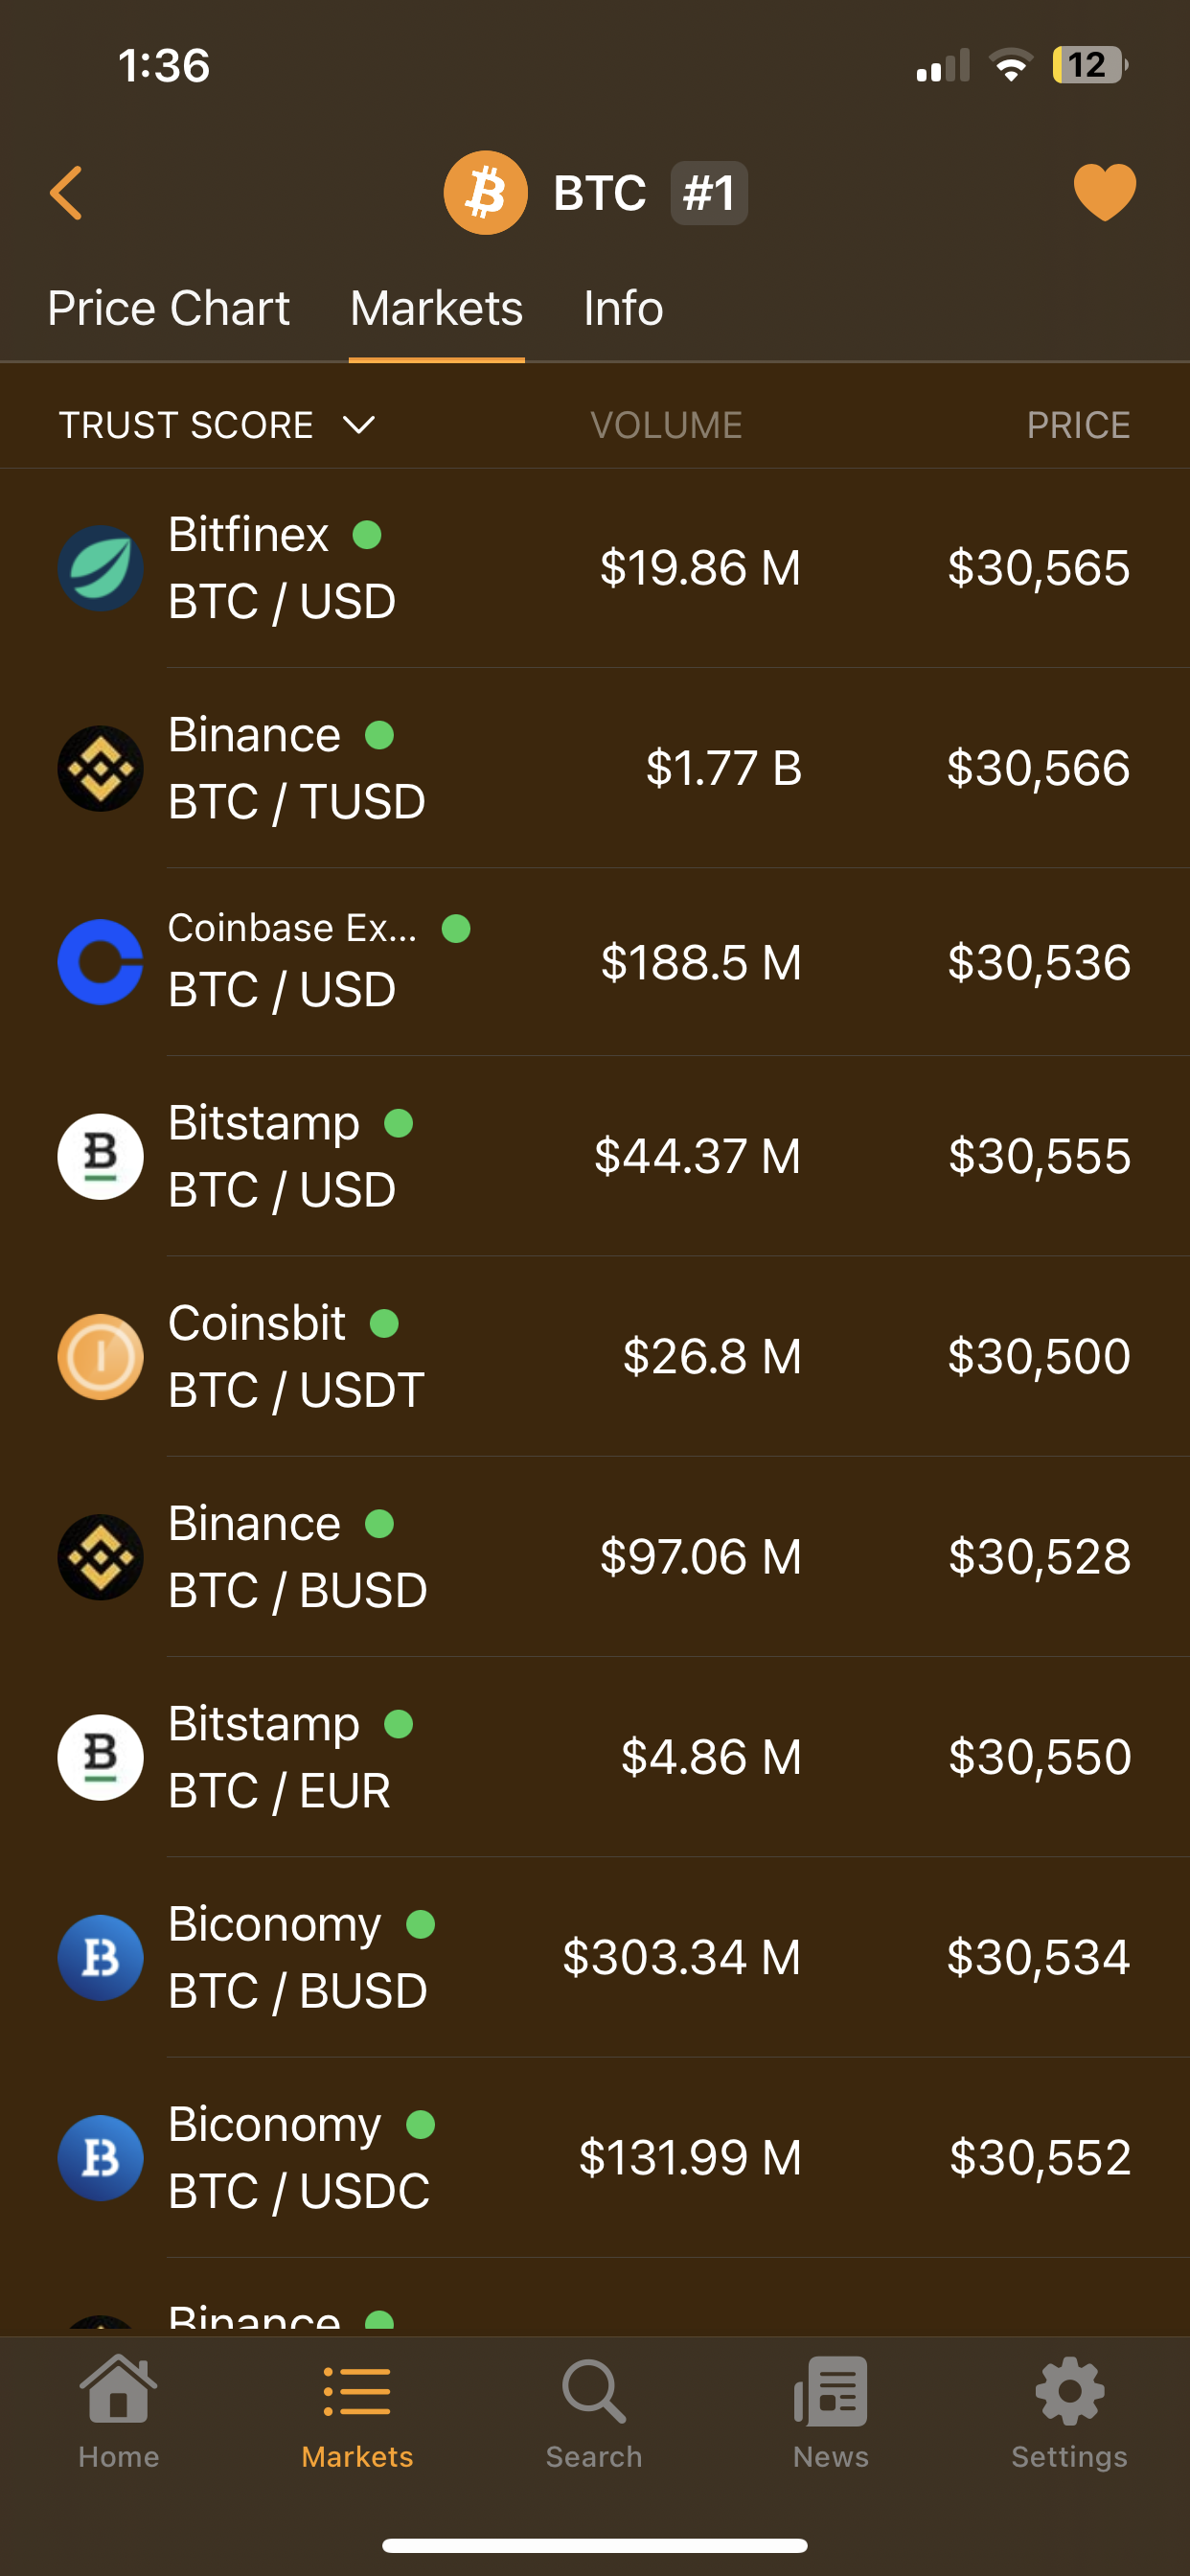 1:36
12
BTC #1
Price Chart Markets Info
TRUST SCORE VOLUME PRICE
Bitfinex
BTC / USD $19.86 M $30,565
Binance
BTC / TUSD $1.77 B $30,566
Coinbase Ex...
BTC / USD $188.5 M $30,536
Bitstamp
BTC / USD $44.37 M $30,555
Coinsbit
BTC / USDT $26.8 M $30,500
Binance
BTC / BUSD $97.06 M $30,528
Bitstamp
BTC / EUR $4.86 M $30,550
Biconomy
BTC / BUSD $303.34 M $30,534
Biconomy
BTC / USDC $131.99 M $30,552
Binance
Home Markets Search News Settings